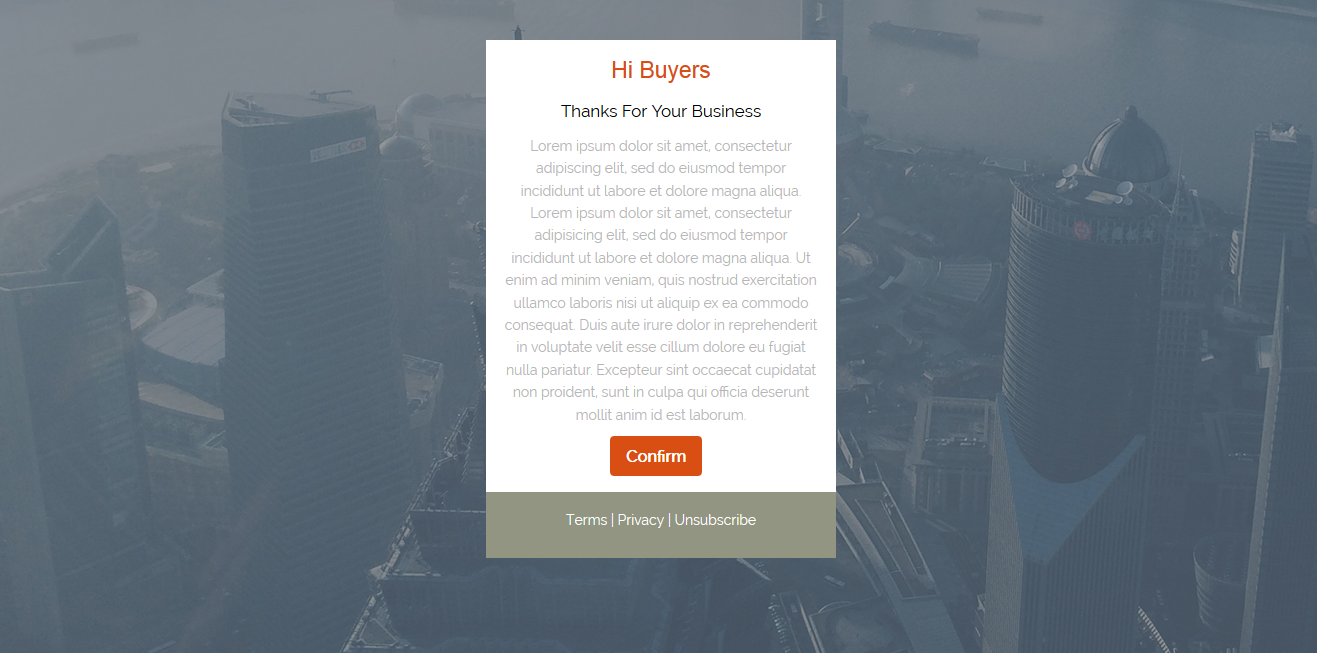 Hi Buyers
Thanks For Your Business
Lorem ipsum dolor sit amet, consectetur
adipiscing elit, sed do eiusmod tempor
incididunt ut labore et dolore magna aliqua.
Lorem ipsum dolor sit amet, consectetur
adipisicing elit, sed do eiusmod tempor
incididunt ut labore et dolore magna aliqua. Ut
enim ad minim veniam, quis nostrud exercitation
ullamco laboris nisi ut aliquip ex ea commodo
consequat. Duis aute irure dolor in reprehenderit
in voluptate velit esse cillum dolore eu fugiat
nulla pariatur. Excepteur sint occaecat cupidatat
non proident, sunt in culpa qui officia deserunt
mollit anim id est laborum.
Confirm
Terms | Privacy | Unsubscribe